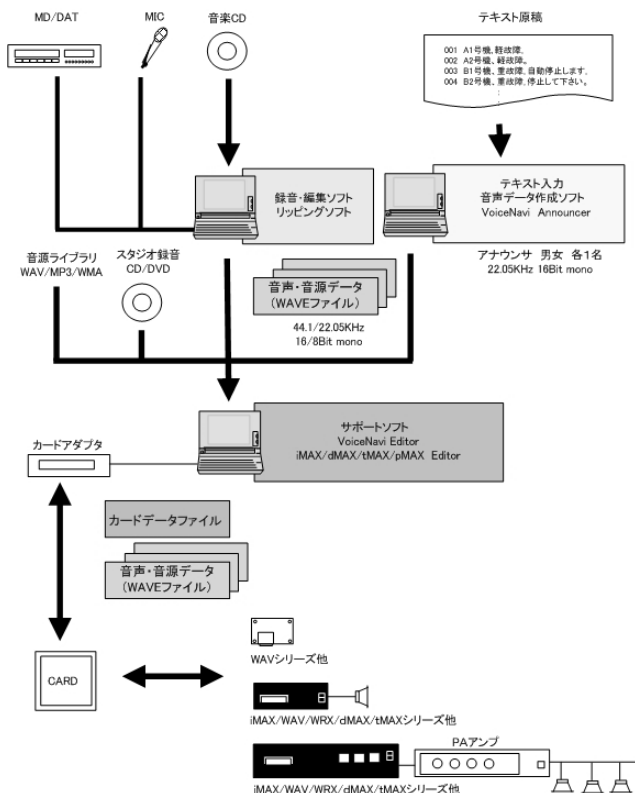 MD/DAT
MIC
音楽CD
テキスト原稿
001 A1号機、軽故障.
002 A2号機、軽故障。
003 B1号機、重故障.自動停止します.
004 B2号機、重故障.停止して下さい。
:
:
録音・編集ソフト
リッピングソフト
テキスト入力
音声データ作成ソフト
VoiceNavi Announcer
音源ライブラリ
WAV/MP3/WMA
スタジオ録音
CD/DVD
音声・音源データ
(WAVEファイル)
44.1/22.05KHz
16/8Bit mono
アナウンサ 男女 各1名
22.05KHz 16Bit mono
サポートソフト
VoiceNavi Editor
iMAX/dMAX/tMAX/pMAX Editor
カードアダプタ
カードデータファイル
音声・音源データ
(WAVEファイル)
CARD
WAVシリーズ他
iMAX/WAV/WRX/dMAX/tMAXシリーズ他
PAアンプ
iMAX/WAV/WRX/dMAX/tMAXシリーズ他